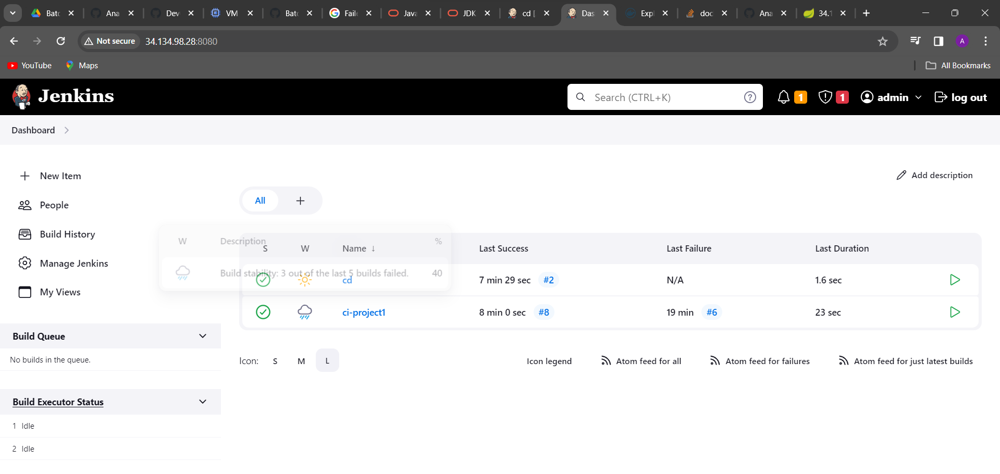 Batc
Ana
Dev
VM
Batc
Faile
Java
JDK
cd [
Das
Expl
doc
Ana
34.1
Not secure
34.134.98.28:8080
A
YouTube
Maps
All Bookmarks
Jenkins
Search (CTRL+K)
1
1
admin
log out
Dashboard
New Item
People
Build History
Manage Jenkins
My Views
Build Queue
No builds in the queue.
Build Executor Status
1 Idle
2 Idle
Add description
All
W Description %
Build stability: 3 out of the last 5 builds failed. 40
S W Name ↓ Last Success Last Failure Last Duration
cd 7 min 29 sec #2 N/A 1.6 sec
ci-project1 8 min 0 sec #8 19 min #6 23 sec
Icon: S M L
Icon legend
Atom feed for all
Atom feed for failures
Atom feed for just latest builds